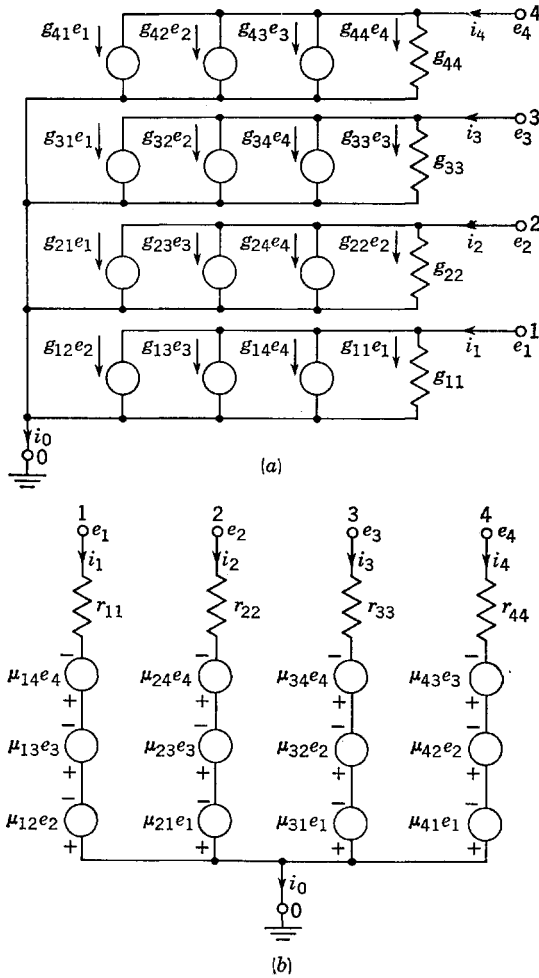 g41e1 g42e2 g43e3 g44e4 i4 4
g44 e4
g31e1 g32e2 g34e4 g33e3 i3 3
g33 e3
g21e1 g23e3 g24e4 g22e2 i2 2
g22 e2
g12e2 g13e3 g14e4 g11e1 i1 1
g11 e1
i0
0
(a)
1 2 3 4
e1 e2 e3 e4
i1 i2 i3 i4
r11 r22 r33 r44
− − − −
μ14e4 μ24e4 μ34e4 μ43e3
+ + + +
− − − −
μ13e3 μ23e3 μ32e2 μ42e2
+ + + +
− − − −
μ12e2 μ21e1 μ31e1 μ41e1
+ + + +
i0
0
(b)